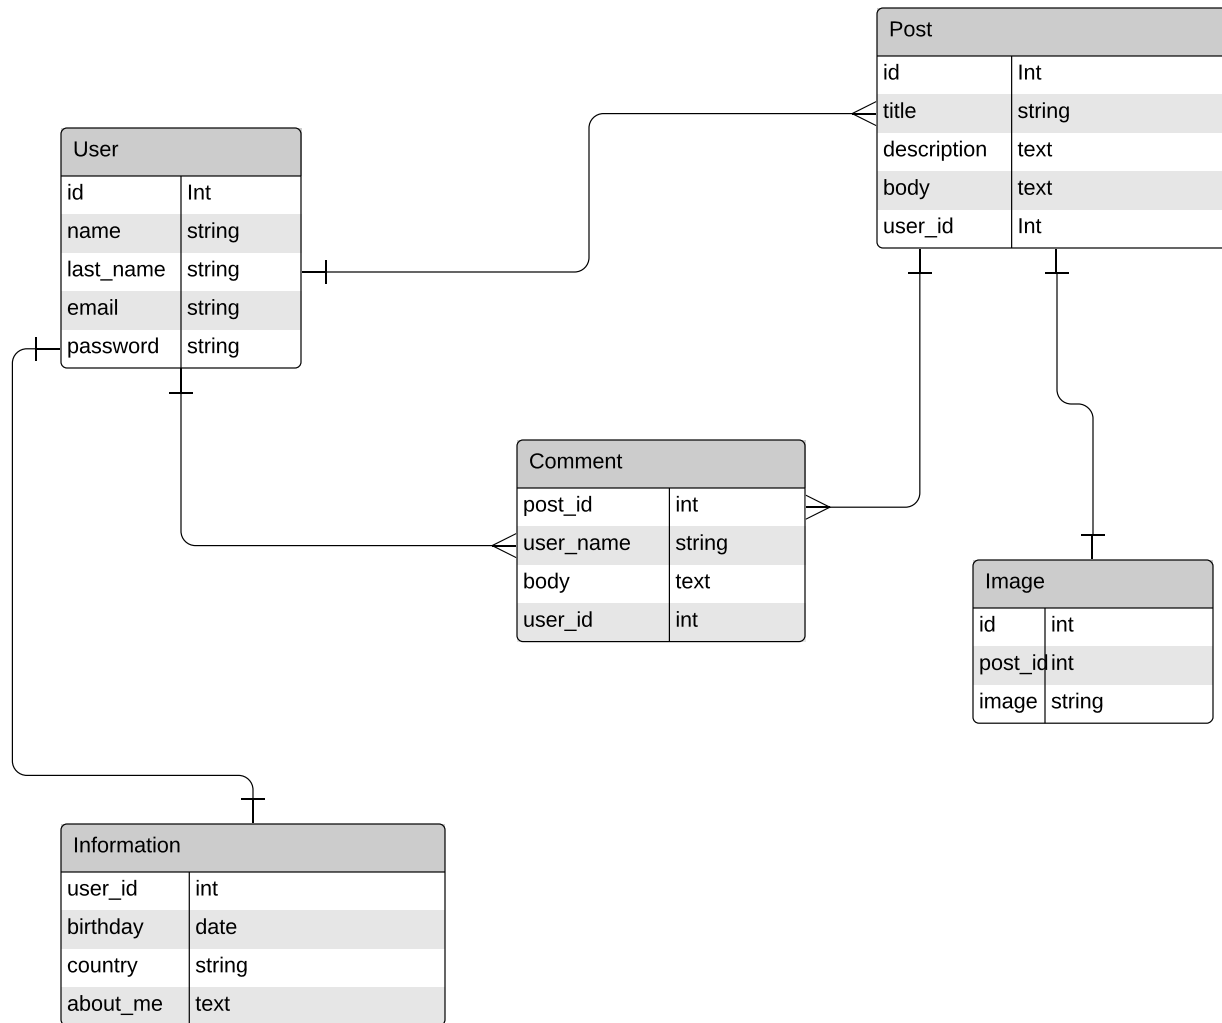 Post
id Int
title string
description text
body text
user_id Int
User
id Int
name string
last_name string
email string
password string
Comment
post_id int
user_name string
body text
user_id int
Image
id int
post_id int
image string
Information
user_id int
birthday date
country string
about_me text